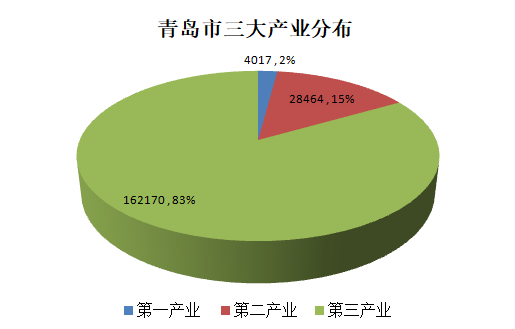 青岛市三大产业分布
4017,2%
28464,15%
162170,83%
第一产业 第二产业 第三产业